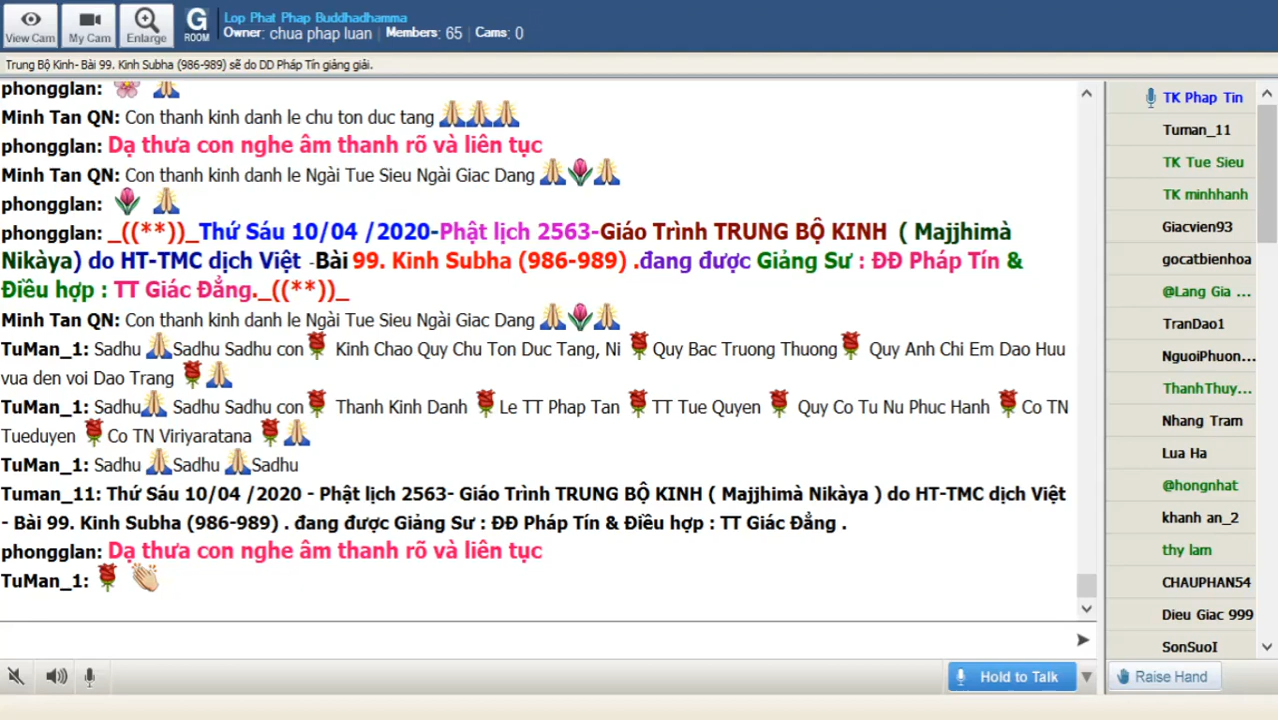 View Cam
My Cam
Enlarge
G
ROOM
Lop Phat Phap Buddhadhamma
Owner: chua phap luan | Members: 65 | Cams: 0
Trung Bộ Kinh- Bài 99. Kinh Subha (986-989) sẽ do DD Pháp Tín giảng giải.
phongglan:
Minh Tan QN: Con thanh kinh danh le chu ton duc tang
phongglan: Dạ thưa con nghe âm thanh rõ và liên tục
Minh Tan QN: Con thanh kinh danh le Ngài Tue Sieu Ngài Giac Dang
phongglan:
phongglan: _((**))_Thứ Sáu 10/04 /2020-Phật lịch 2563-Giáo Trình TRUNG BỘ KINH ( Majjhimà
Nikàya) do HT-TMC dịch Việt -Bài 99. Kinh Subha (986-989) .đang được Giảng Sư : ĐĐ Pháp Tín &
Điều hợp : TT Giác Đẳng._((**))_
Minh Tan QN: Con thanh kinh danh le Ngài Tue Sieu Ngài Giac Dang
TuMan_1: Sadhu Sadhu Sadhu con Kinh Chao Quy Chu Ton Duc Tang, Ni Quy Bac Truong Thuong Quy Anh Chi Em Dao Huu
vua den voi Dao Trang
TuMan_1: Sadhu Sadhu Sadhu con Thanh Kinh Danh Le TT Phap Tan TT Tue Quyen Quy Co Tu Nu Phuc Hanh Co TN
Tueduyen Co TN Viriyaratana
TuMan_1: Sadhu Sadhu Sadhu
Tuman_11: Thứ Sáu 10/04 /2020 - Phật lịch 2563- Giáo Trình TRUNG BỘ KINH ( Majjhimà Nikàya ) do HT-TMC dịch Việt
- Bài 99. Kinh Subha (986-989) . đang được Giảng Sư : ĐĐ Pháp Tín & Điều hợp : TT Giác Đẳng .
phongglan: Dạ thưa con nghe âm thanh rõ và liên tục
TuMan_1:
TK Phap Tin
Tuman_11
TK Tue Sieu
TK minhhanh
Giacvien93
gocatbienhoa
@Lang Gia ...
TranDao1
NguoiPhuon...
ThanhThuy...
Nhang Tram
Lua Ha
@hongnhat
khanh an_2
thy lam
CHAUPHAN54
Dieu Giac 999
SonSuoI
Hold to Talk
Raise Hand